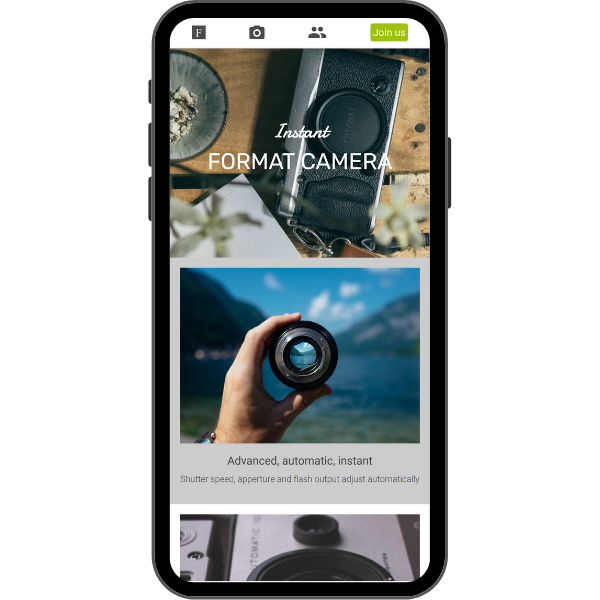 F
Join us
Instant
FORMAT CAMERA
Advanced, automatic, instant
Shutter speed, apperture and flash output adjust automatically